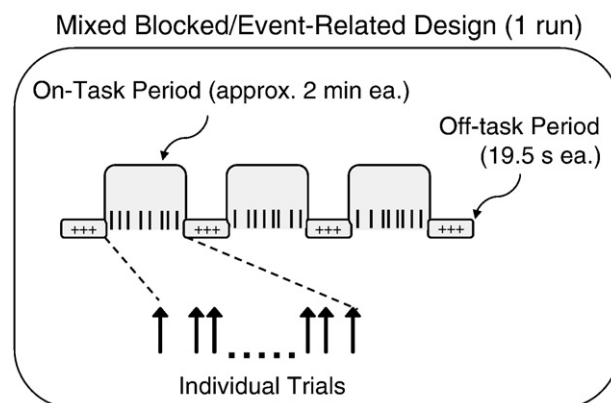 Mixed Blocked/Event-Related Design (1 run)
On-Task Period (approx. 2 min ea.)
Off-task Period
(19.5 s ea.)
+++ +++ +++ +++
Individual Trials